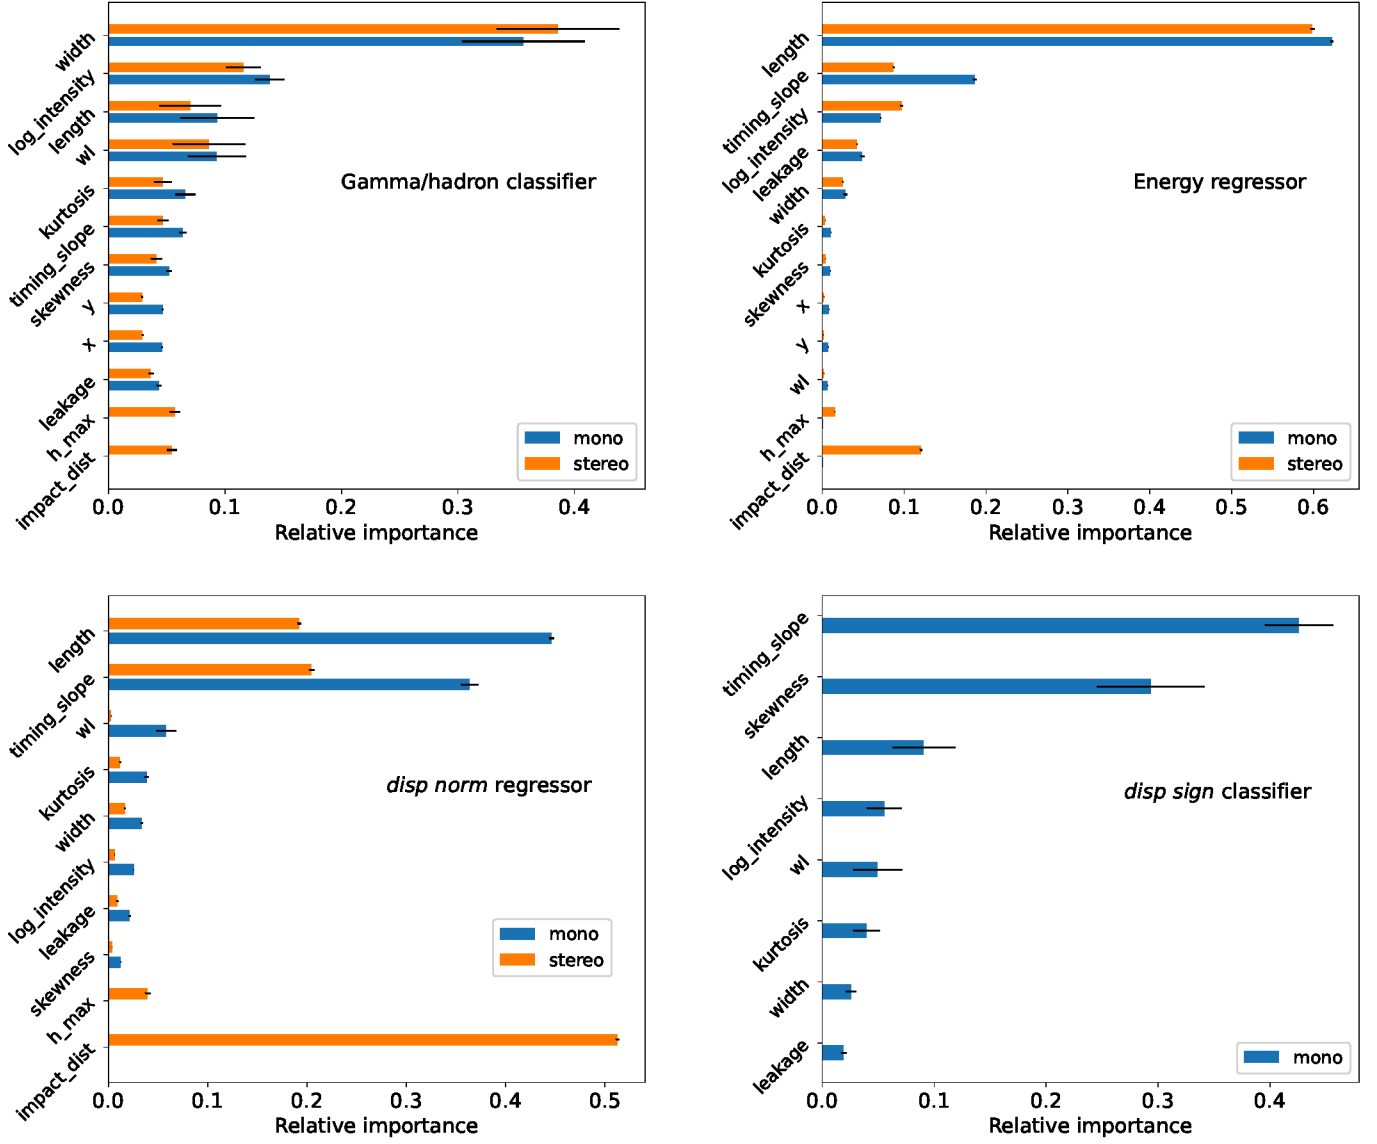 width
log_intensity
length
wl
kurtosis
timing_slope
skewness
y
x
leakage
h_max
impact_dist
Gamma/hadron classifier
mono
stereo
0.0 0.1 0.2 0.3 0.4
Relative importance
length
timing_slope
log_intensity
leakage
width
kurtosis
skewness
x
y
wl
h_max
impact_dist
Energy regressor
mono
stereo
0.0 0.1 0.2 0.3 0.4 0.5 0.6
Relative importance
length
timing_slope
wl
kurtosis
width
log_intensity
leakage
skewness
h_max
impact_dist
disp norm regressor
mono
stereo
0.0 0.1 0.2 0.3 0.4 0.5
Relative importance
timing_slope
skewness
length
log_intensity
wl
kurtosis
width
leakage
disp sign classifier
mono
0.0 0.1 0.2 0.3 0.4
Relative importance